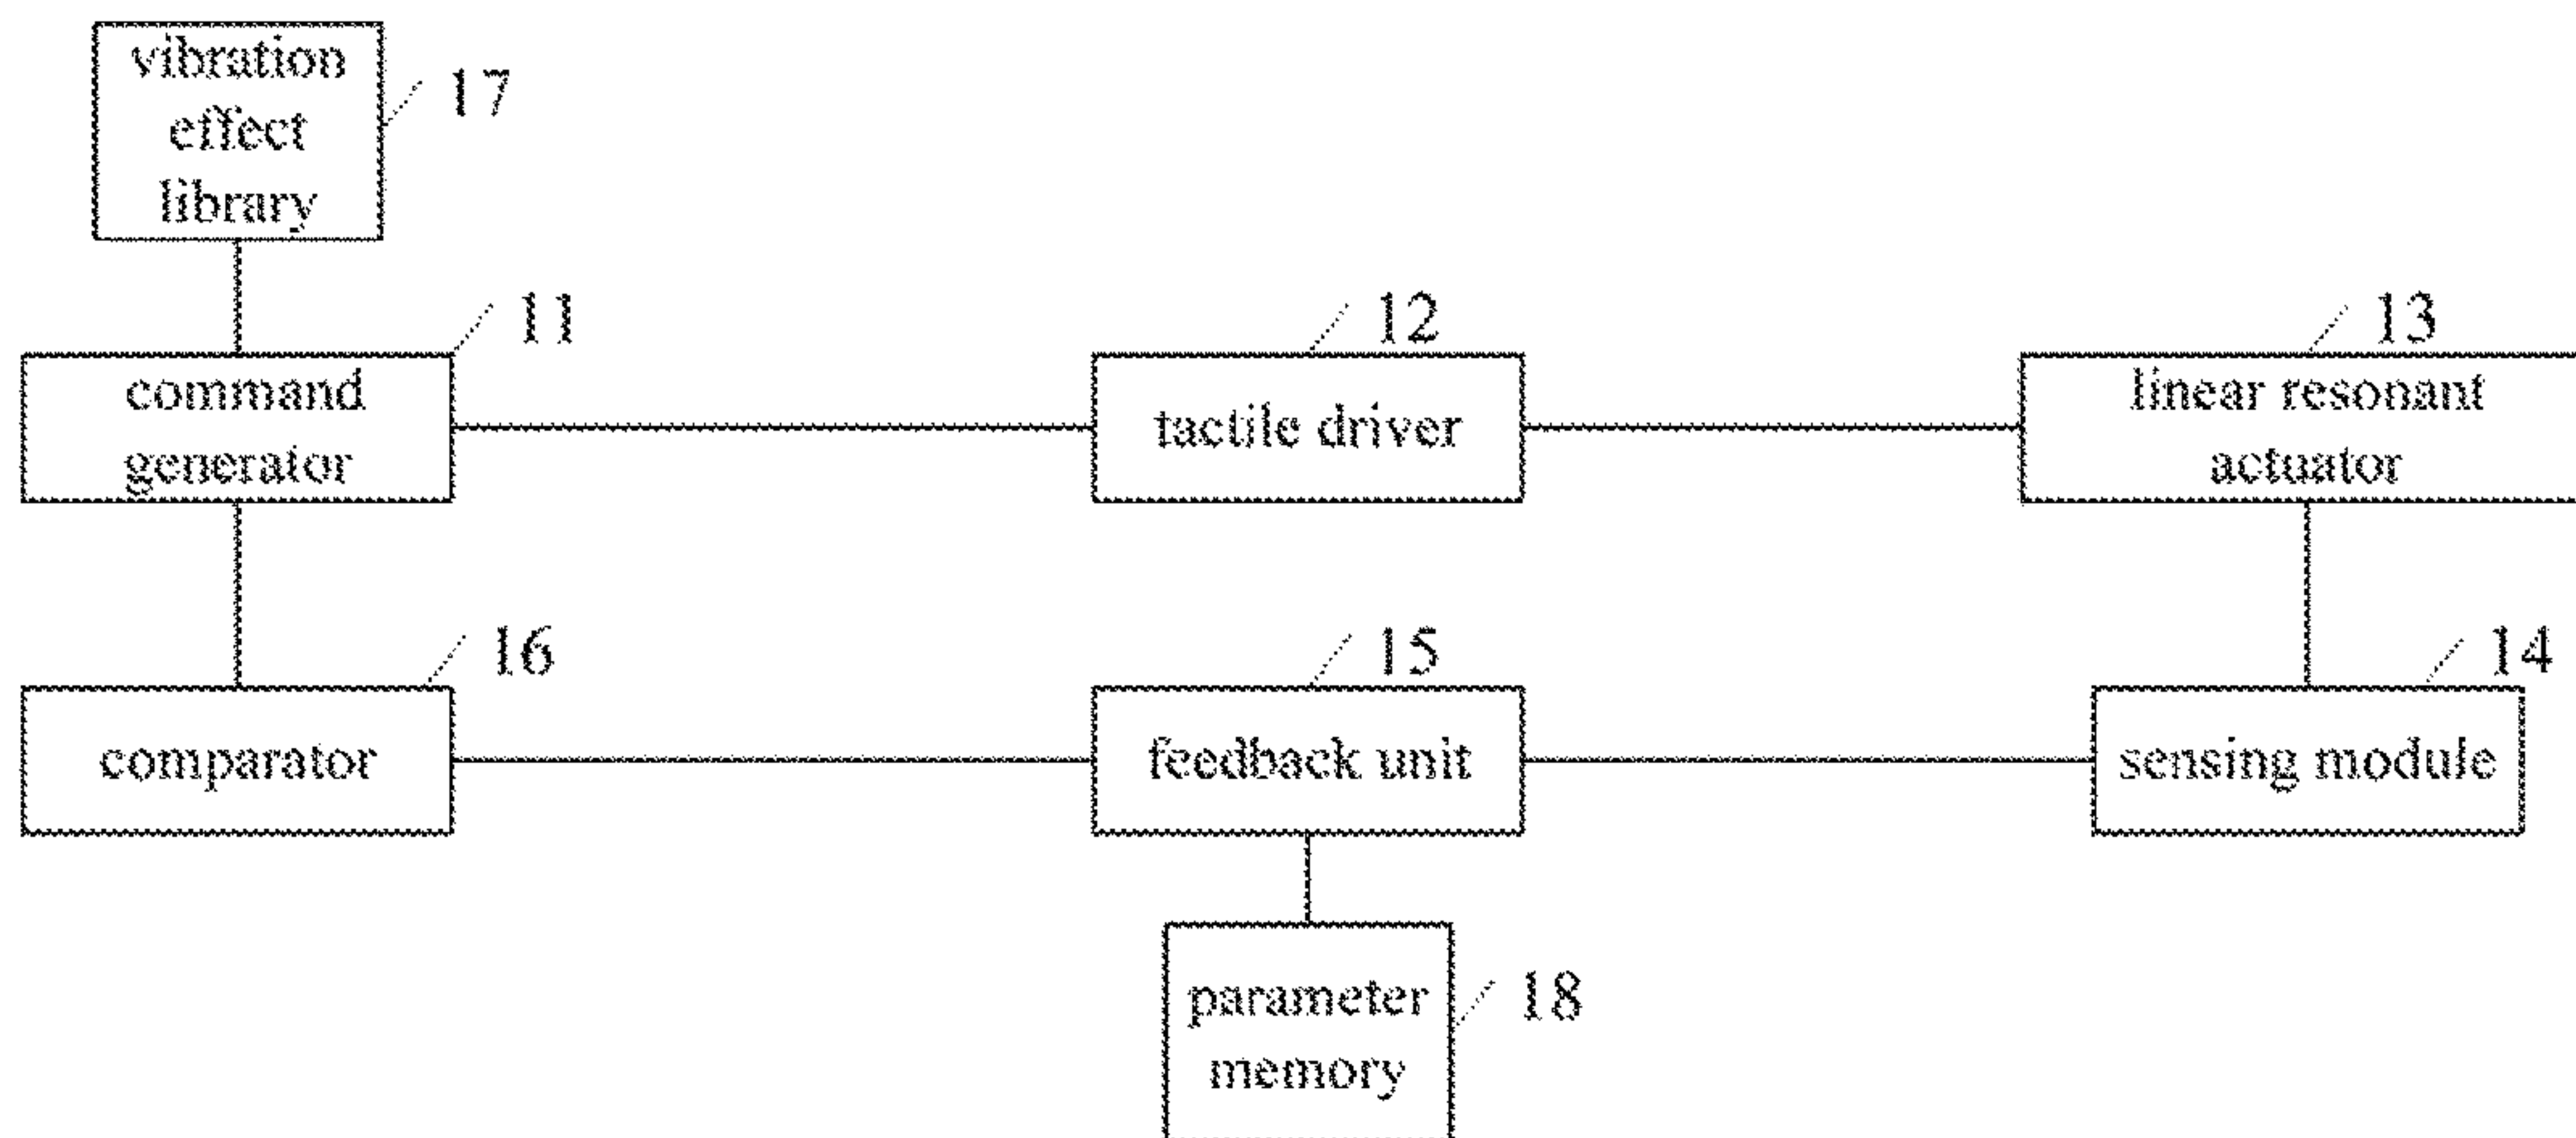 vibration
effect
library
17
11
command
generator
12
tactile driver
13
linear resonant
actuator
16
comparator
15
feedback unit
14
sensing module
parameter
memory
18